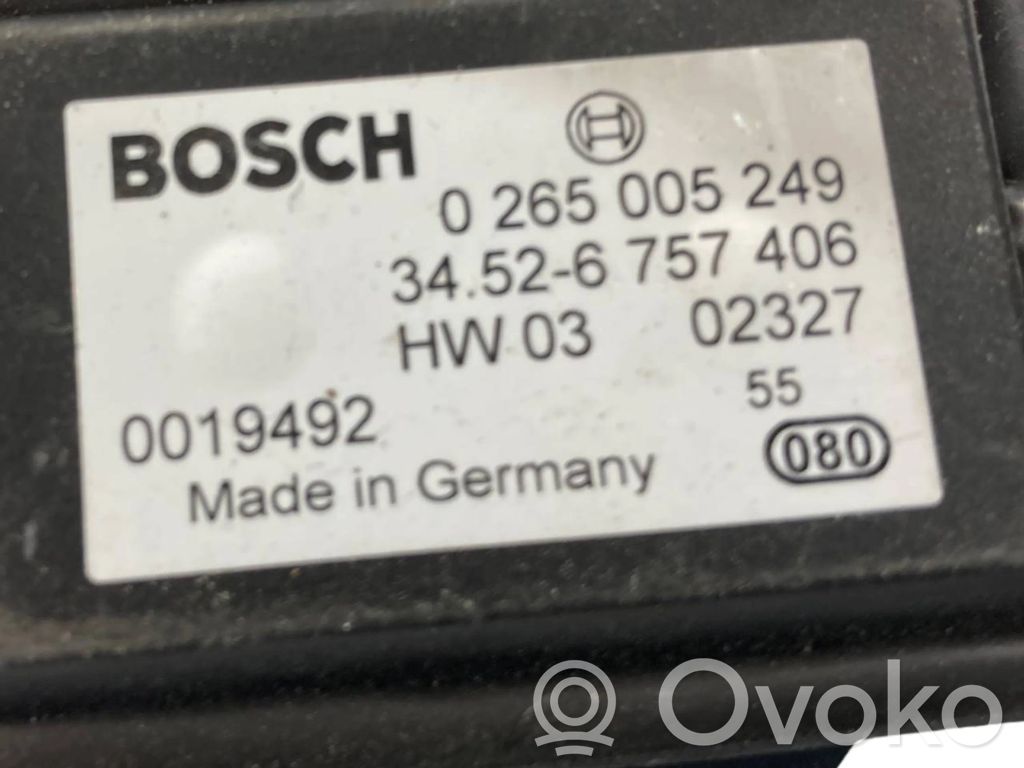 BOSCH
0 265 005 249
34.52-6 757 406
HW 03 02327
55
0019492
080
Made in Germany
Ovoko